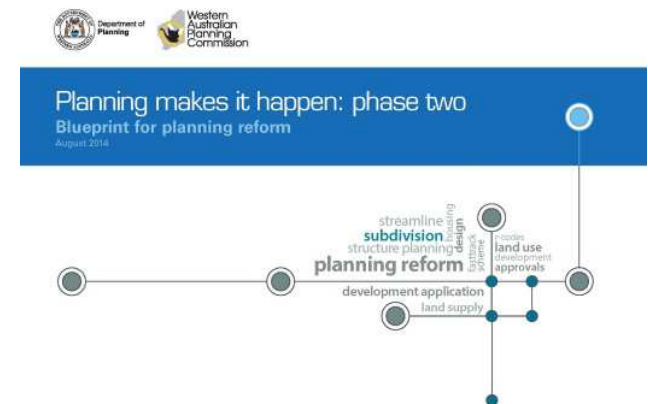 Department of
Planning
Western
Australian
Planning
Commission
Planning makes it happen: phase two
Blueprint for planning reform
August 2014
streamline
subdivision
structure planning
planning reform
housing
design
fasttrack
scheme
r-codes
land use
development
approvals
development application
land supply